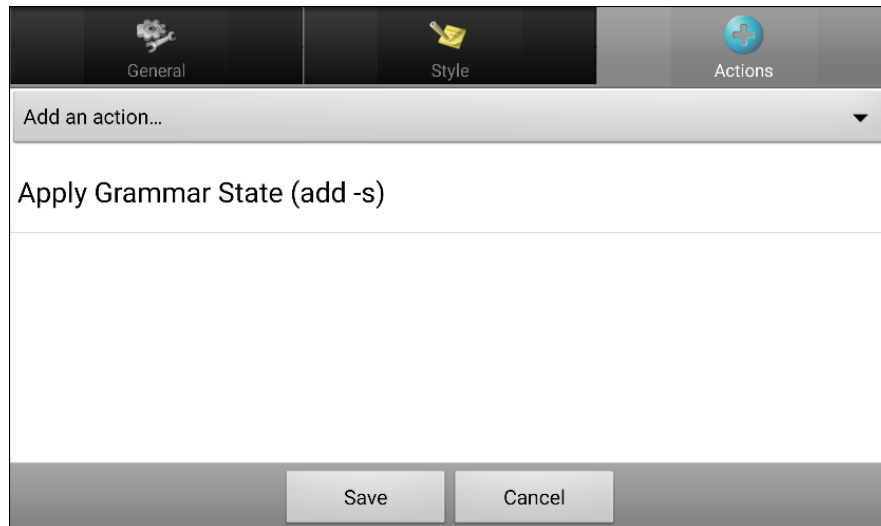 General
Style
Actions
Add an action...
Apply Grammar State (add -s)
Save
Cancel